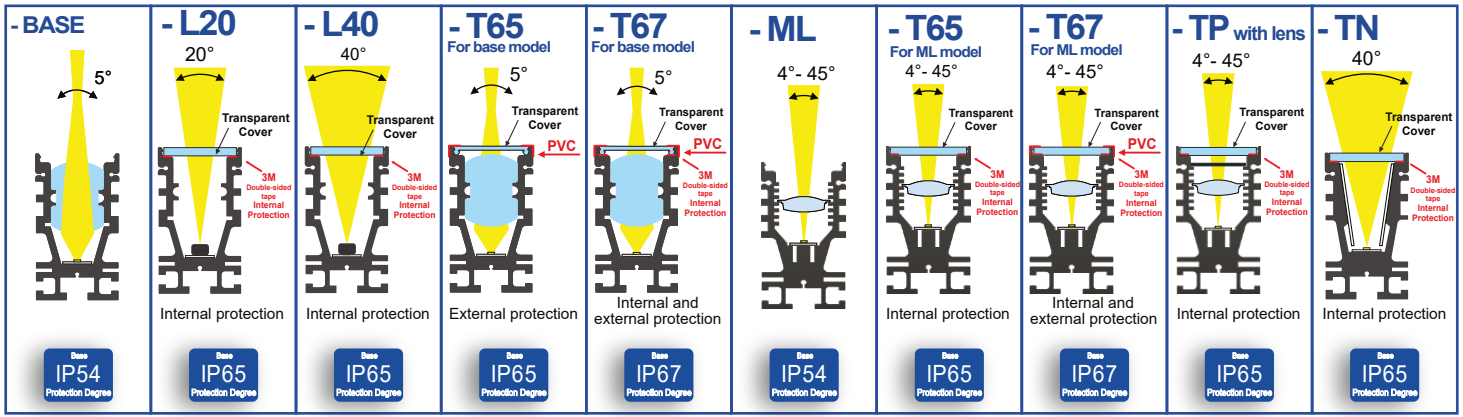 - BASE
5°
Base
IP54
Protection Degree
- L20
20°
Transparent
Cover
3M
Double-sided
tape
Internal
Protection
Internal protection
Base
IP65
Protection Degree
- L40
40°
Transparent
Cover
3M
Double-sided
tape
Internal
Protection
Internal protection
Base
IP65
Protection Degree
- T65
For base model
5°
Transparent
Cover
PVC
External protection
Base
IP65
Protection Degree
- T67
For base model
5°
Transparent
Cover
PVC
3M
Double-sided
tape
Internal
Protection
Internal and
external protection
Base
IP67
Protection Degree
- ML
4°- 45°
Base
IP54
Protection Degree
- T65
For ML model
4°- 45°
Transparent
Cover
3M
Double-sided
tape
Internal
Protection
Internal protection
Base
IP65
Protection Degree
- T67
For ML model
4°- 45°
Transparent
Cover
PVC
3M
Double-sided
tape
Internal
Protection
Internal and
external protection
Base
IP67
Protection Degree
- TP with lens
4°- 45°
Transparent
Cover
3M
Double-sided
tape
Internal
Protection
Internal protection
Base
IP65
Protection Degree
- TN
40°
Transparent
Cover
3M
Double-sided
tape
Internal
Protection
Internal protection
Base
IP65
Protection Degree